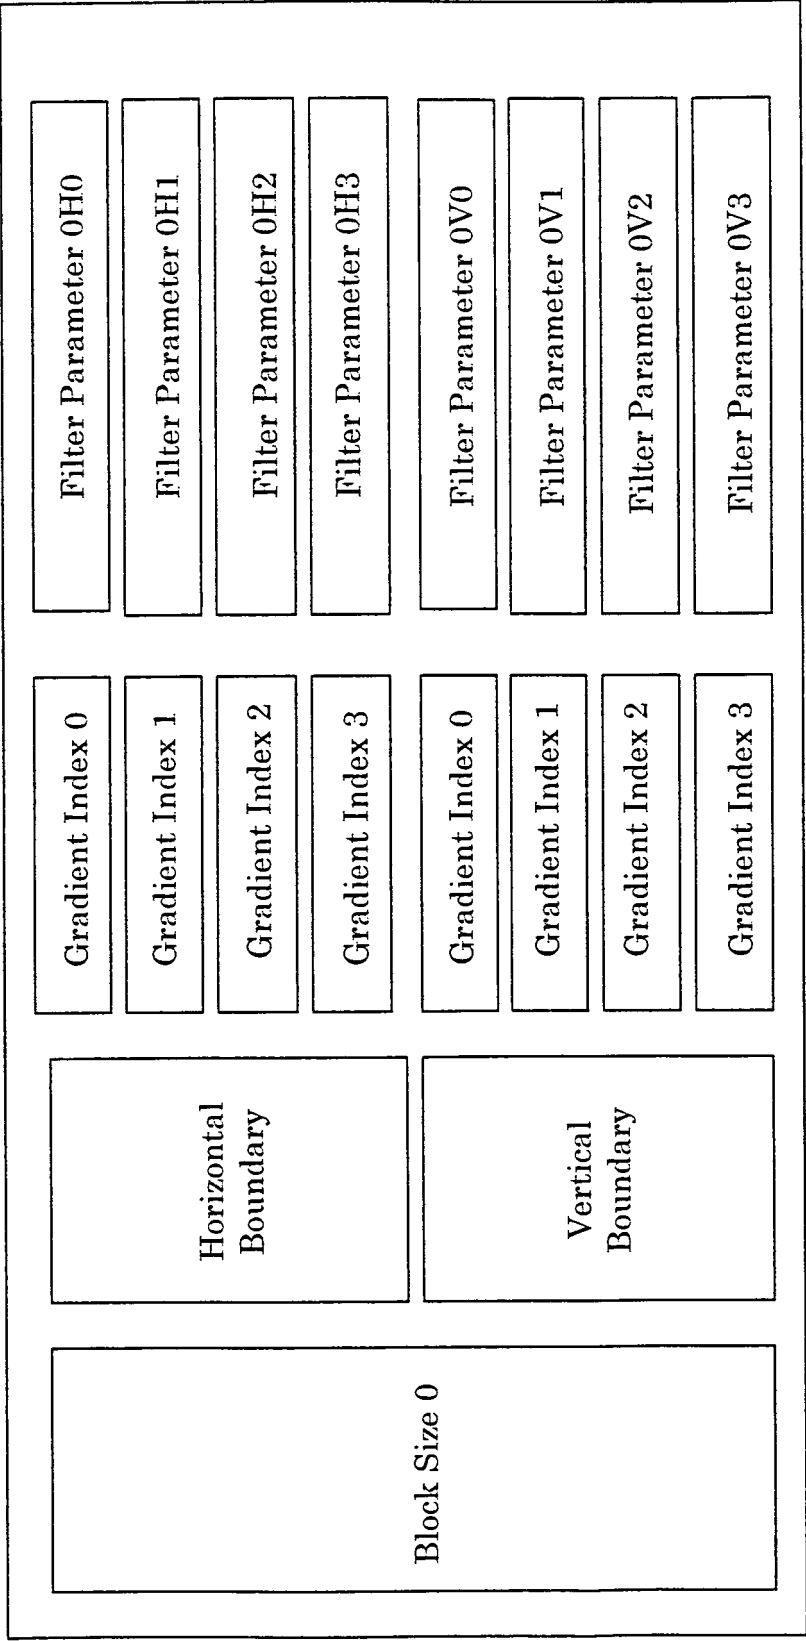 Block Size 0
Horizontal
Boundary
Gradient Index 0
Filter Parameter 0H0
Gradient Index 1
Filter Parameter 0H1
Gradient Index 2
Filter Parameter 0H2
Gradient Index 3
Filter Parameter 0H3
Vertical
Boundary
Gradient Index 0
Filter Parameter 0V0
Gradient Index 1
Filter Parameter 0V1
Gradient Index 2
Filter Parameter 0V2
Gradient Index 3
Filter Parameter 0V3